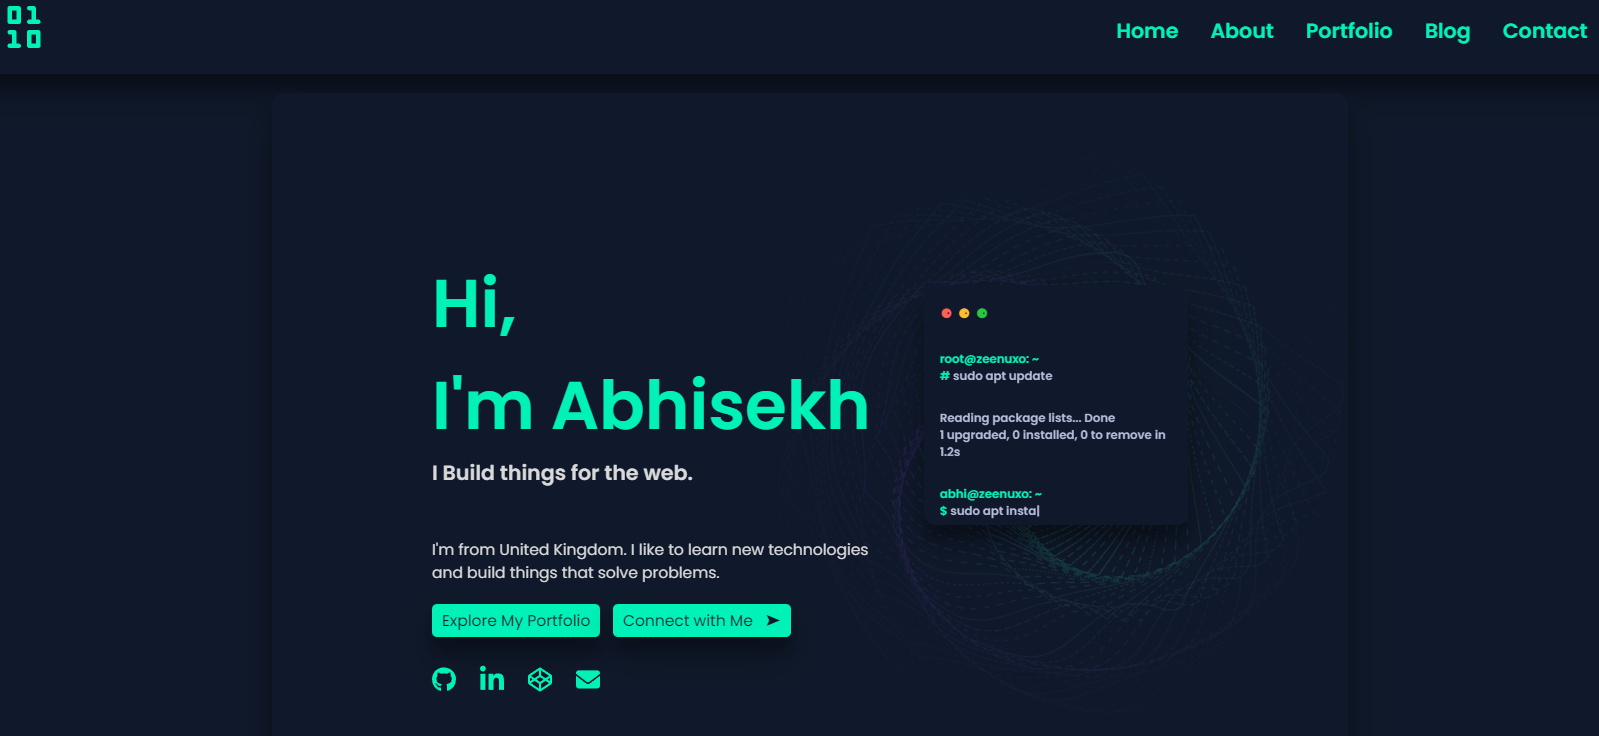 01
10
Home About Portfolio Blog Contact
Hi,
I'm Abhisekh
I Build things for the web.
I'm from United Kingdom. I like to learn new technologies
and build things that solve problems.
Explore My Portfolio Connect with Me
in
root@zeenuxo: ~
# sudo apt update
Reading package lists... Done
1 upgraded, 0 installed, 0 to remove in
1.2s
abhi@zeenuxo: ~
$ sudo apt insta|